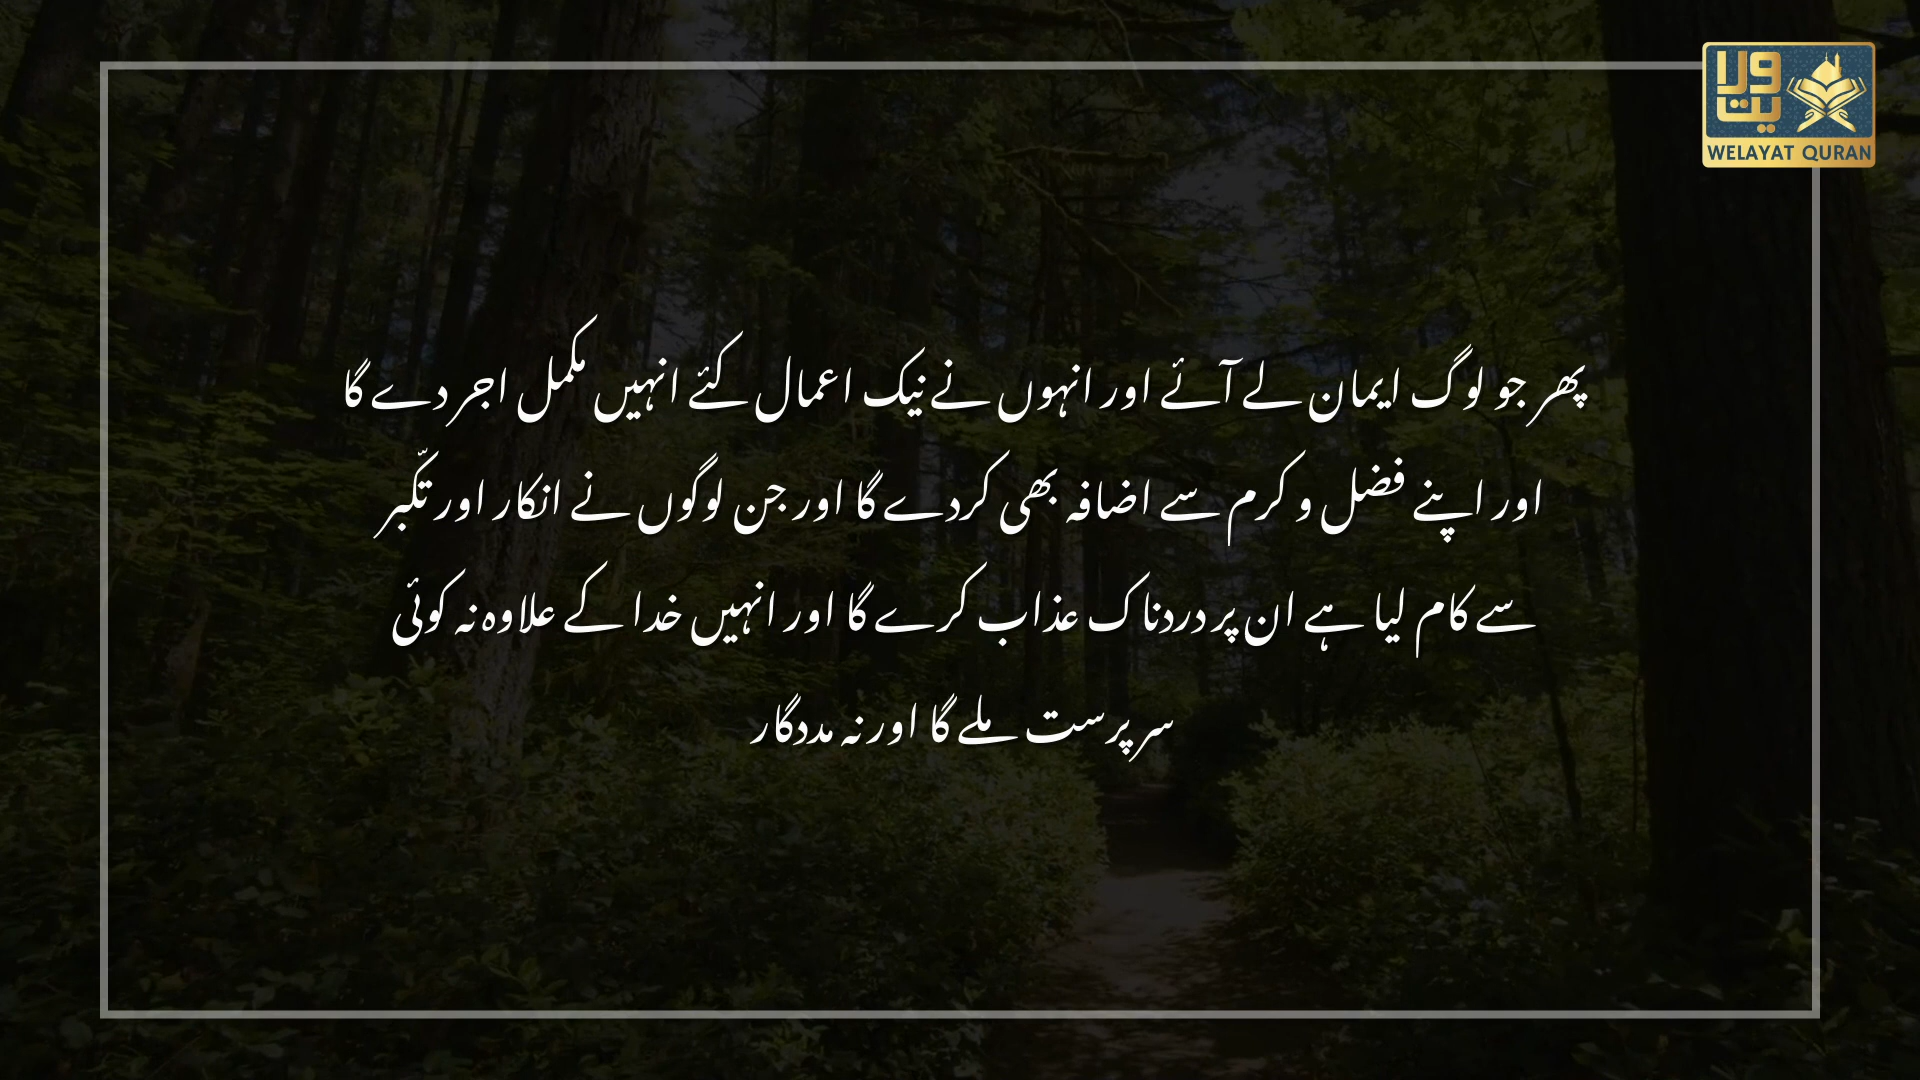 ولایت
WELAYAT QURAN
پھر جو لوگ ایمان لے آئے اور انہوں نے نیک اعمال کئے انہیں مکمل اجر دے گا
اور اپنے فضل و کرم سے اضافہ بھی کردے گا اور جن لوگوں نے انکار اور تکّبر
سے کام لیا ہے ان پر دردناک عذاب کرے گا اور انہیں خدا کے علاوہ نہ کوئی
سرپرست ملے گا اور نہ مددگار